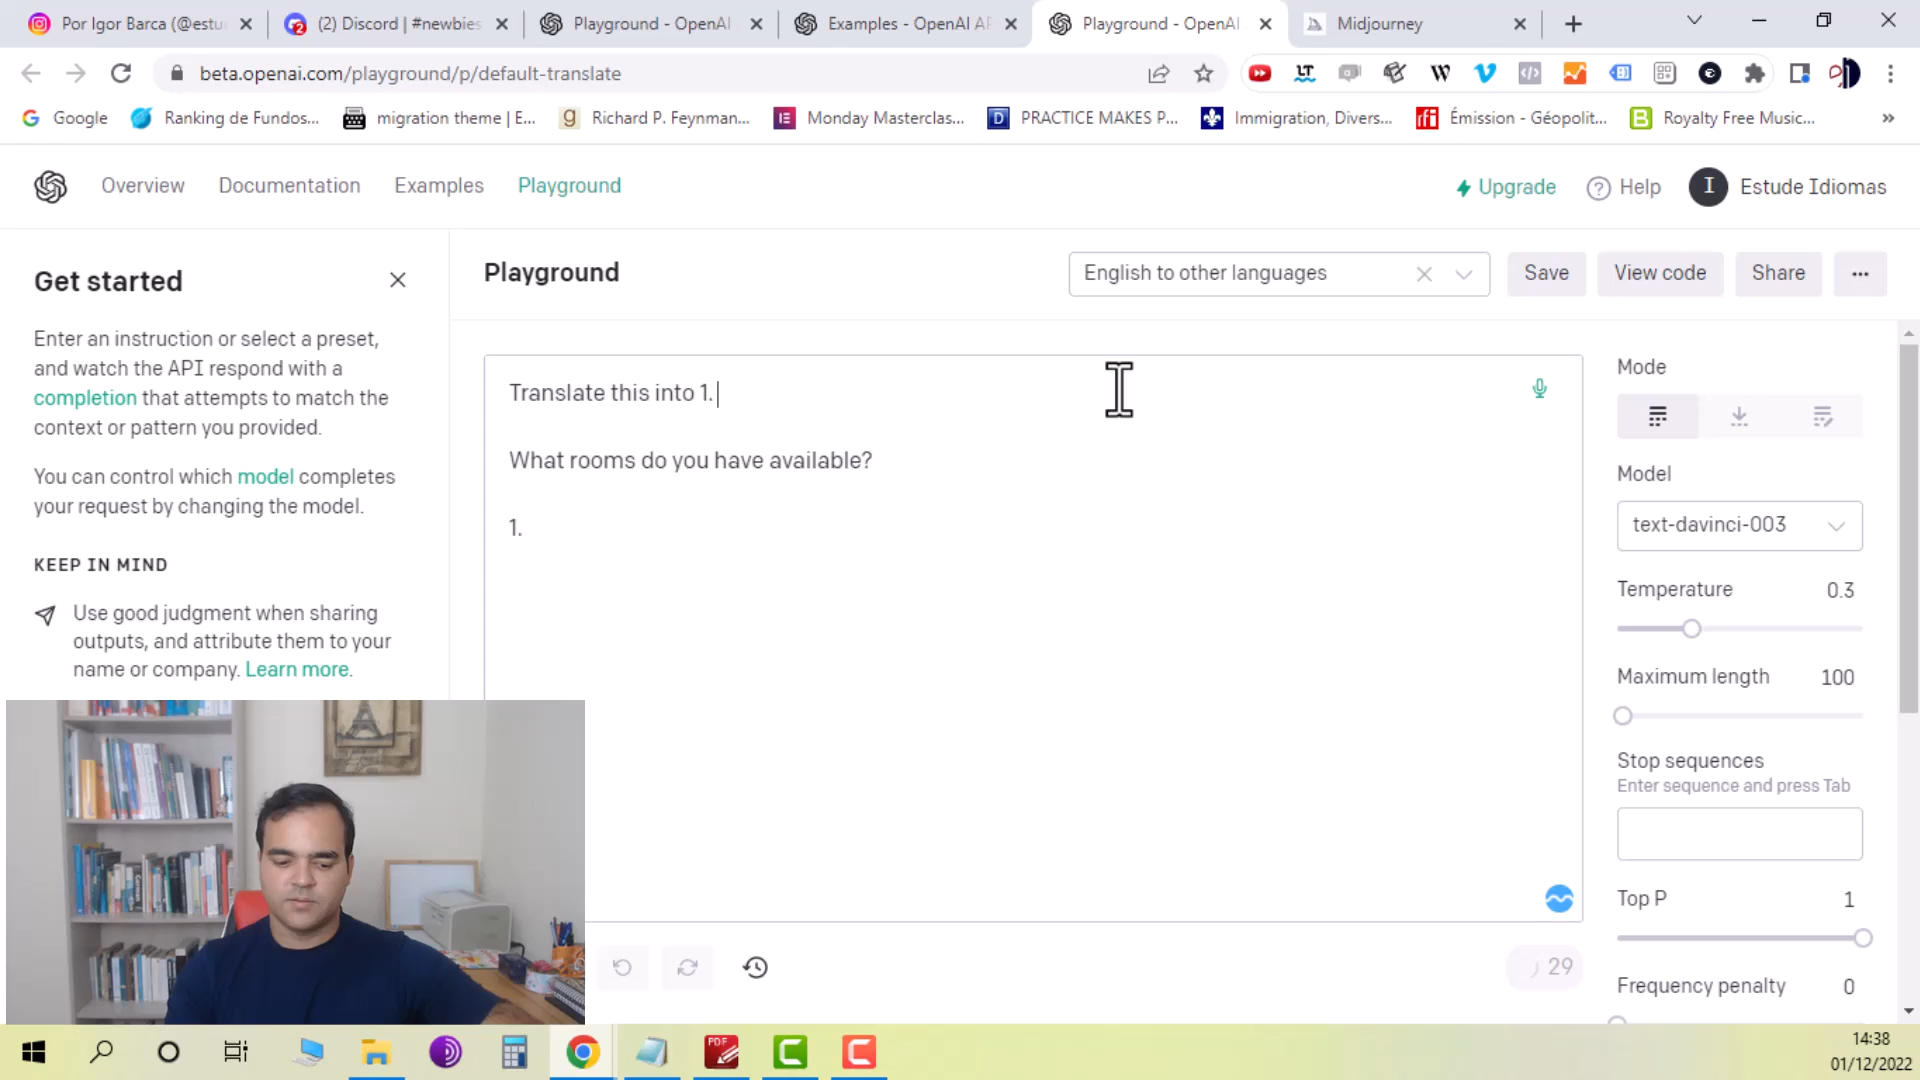 Por Igor Barca (@estu
(2) Discord | #newbies
Playground - OpenAI
Examples - OpenAI AP
Playground - OpenAI
Midjourney
beta.openai.com/playground/p/default-translate
Google
Ranking de Fundos...
migration theme | E...
Richard P. Feynman...
Monday Masterclas...
PRACTICE MAKES P...
Immigration, Divers...
Émission - Géopolit...
Royalty Free Music...
Overview
Documentation
Examples
Playground
Upgrade
Help
I
Estude Idiomas
Get started
Enter an instruction or select a preset,
and watch the API respond with a
completion that attempts to match the
context or pattern you provided.
You can control which model completes
your request by changing the model.
KEEP IN MIND
Use good judgment when sharing
outputs, and attribute them to your
name or company. Learn more.
Playground
English to other languages
Save
View code
Share
Translate this into 1.
What rooms do you have available?
1.
29
Mode
Model
text-davinci-003
Temperature 0.3
Maximum length 100
Stop sequences
Enter sequence and press Tab
Top P 1
Frequency penalty 0
14:38
01/12/2022